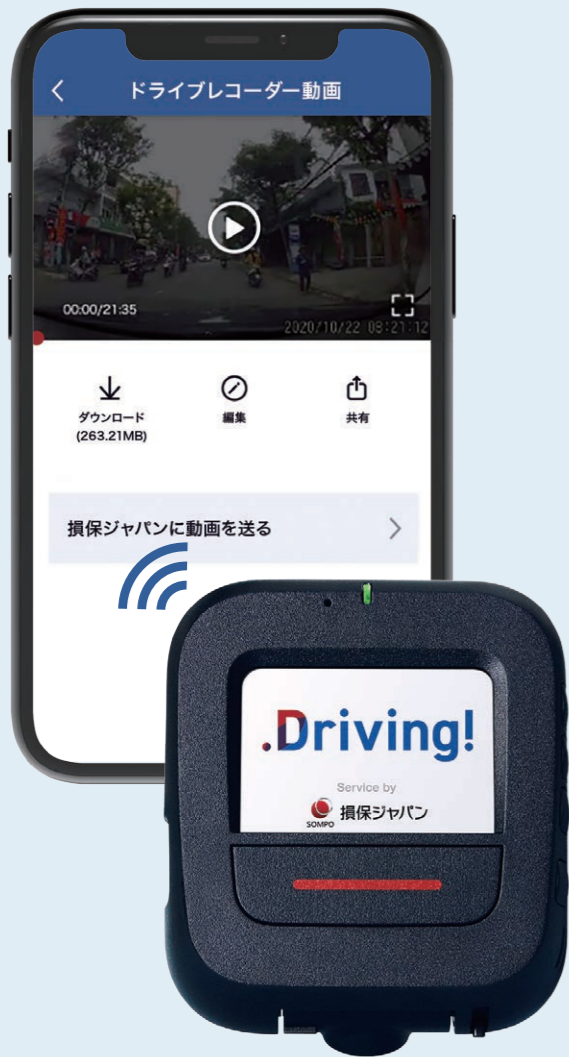 ドライブレコーダー動画
00:00/21:35
2020/10/22 08:21:12
ダウンロード
(263.21MB)
編集
共有
損保ジャパンに動画を送る
.Driving!
Service by
SOMPO
損保ジャパン